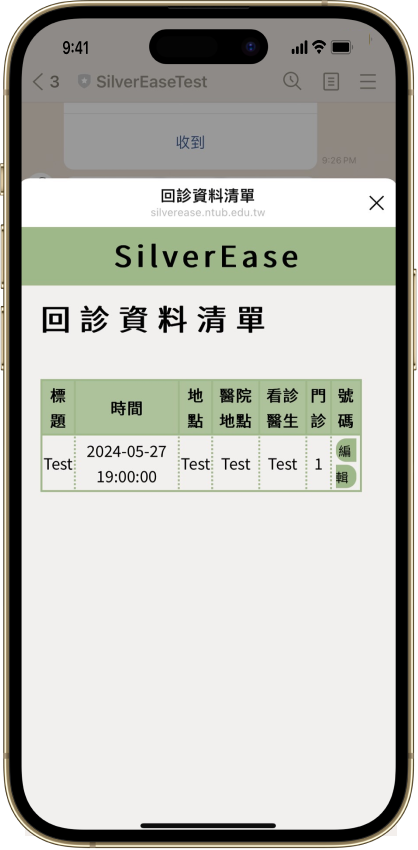 9:41
3 SilverEaseTest
收到
9:26 PM
回診資料清單
silverease.ntub.edu.tw
SilverEase
回診資料清單
標題 時間 地點 醫院地點 看診醫生 門診 號碼
Test 2024-05-27 19:00:00 Test Test Test 1 編輯